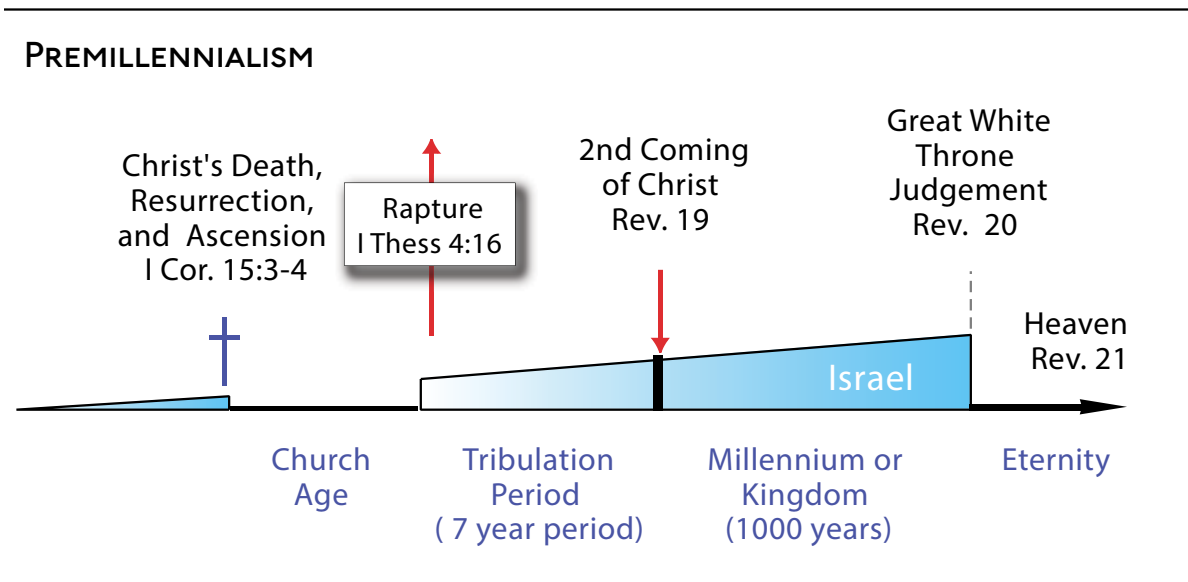 PREMILLENNIALISM
Christ's Death,
Resurrection,
and Ascension
I Cor. 15:3-4
Rapture
I Thess 4:16
2nd Coming
of Christ
Rev. 19
Great White
Throne
Judgement
Rev. 20
Heaven
Rev. 21
Israel
Church
Age
Tribulation
Period
( 7 year period)
Millennium or
Kingdom
(1000 years)
Eternity